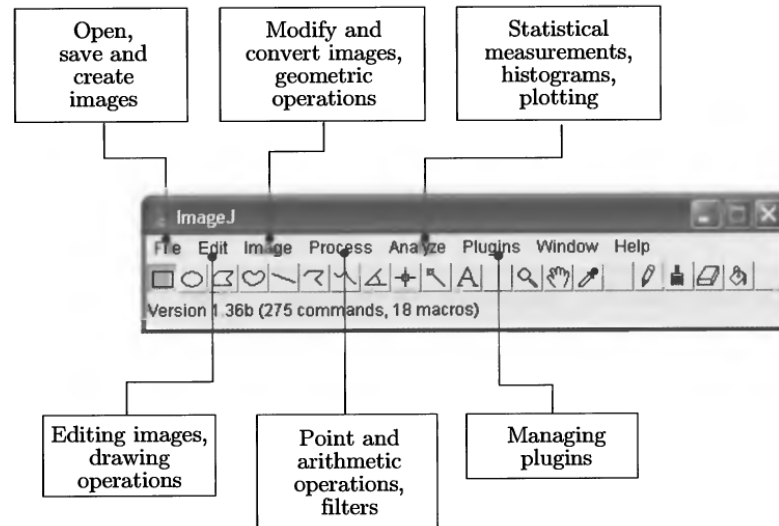 Open,
save and
create
images
Modify and
convert images,
geometric
operations
Statistical
measurements,
histograms,
plotting
ImageJ
File Edit Image Process Analyze Plugins Window Help
A
Version 1.36b (275 commands, 18 macros)
Editing images,
drawing
operations
Point and
arithmetic
operations,
filters
Managing
plugins